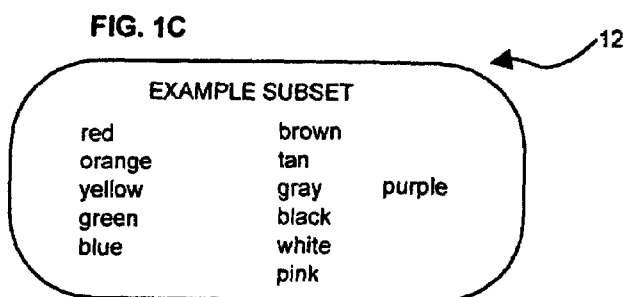 FIG. 1C
12
EXAMPLE SUBSET
red brown
orange tan
yellow gray purple
green black
blue white
pink